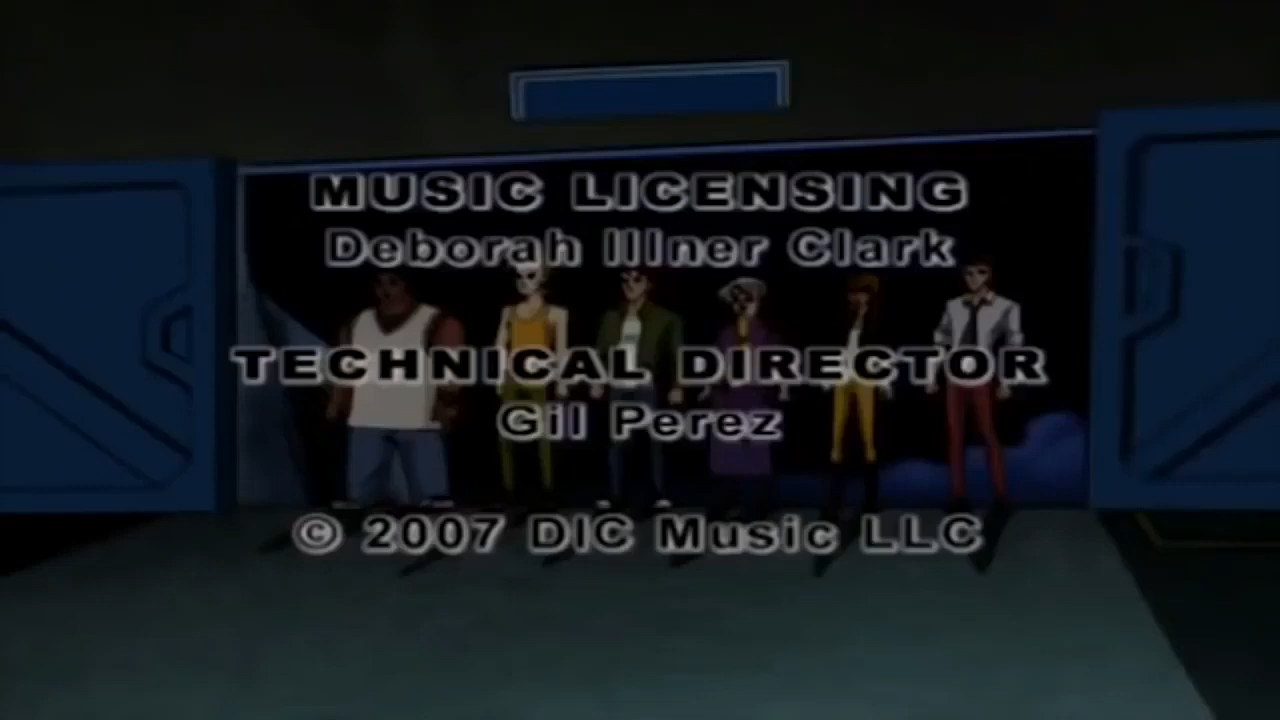 MUSIC LICENSING
Deborah Illner Clark
TECHNICAL DIRECTOR
Gil Perez
© 2007 DIC Music LLC